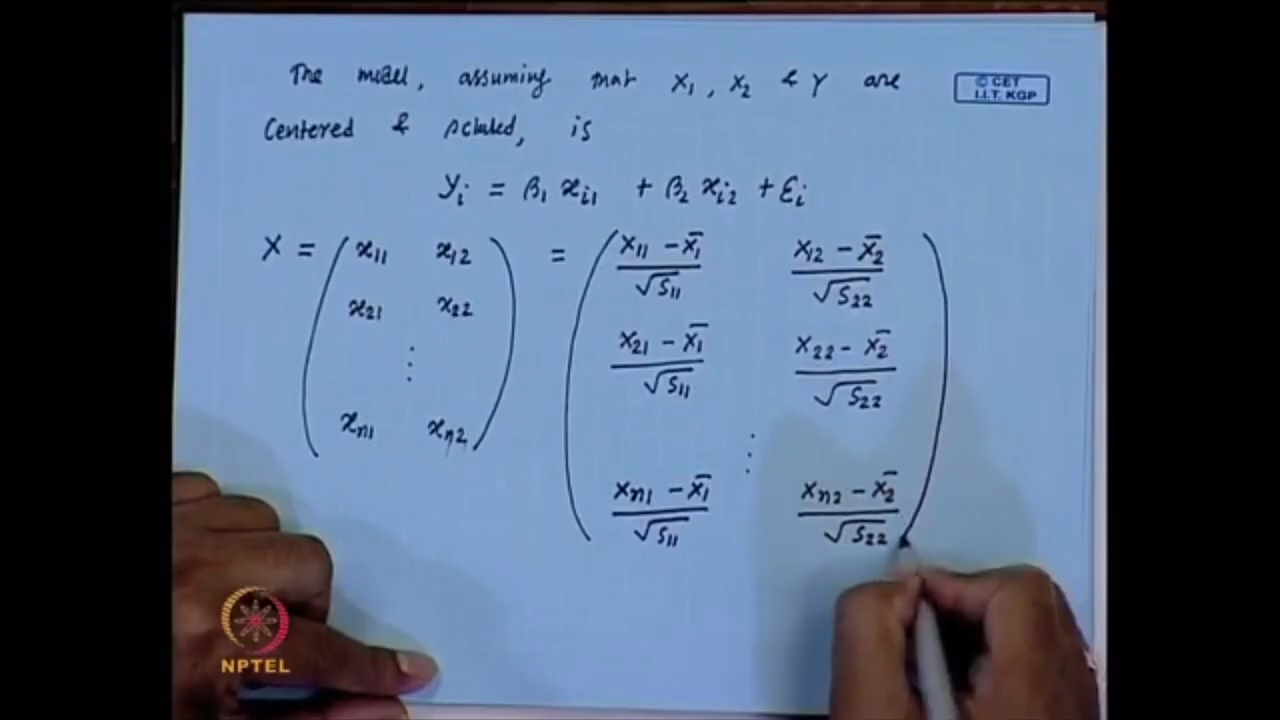 The model, assuming that X1, X2 & Y are
© CET
I.I.T. KGP
Centered & scluled, is
yi = β1 xi1 + β2 xi2 + εi
X = ( x11 x12 ) = ( (X11 − X̄1)/√S11 (X12 − X̄2)/√S22 )
x21 x22 (X21 − X̄1)/√S11 (X22 − X̄2)/√S22
⋮ ⋮
xn1 xn2 (Xn1 − X̄1)/√S11 (Xn2 − X̄2)/√S22
NPTEL